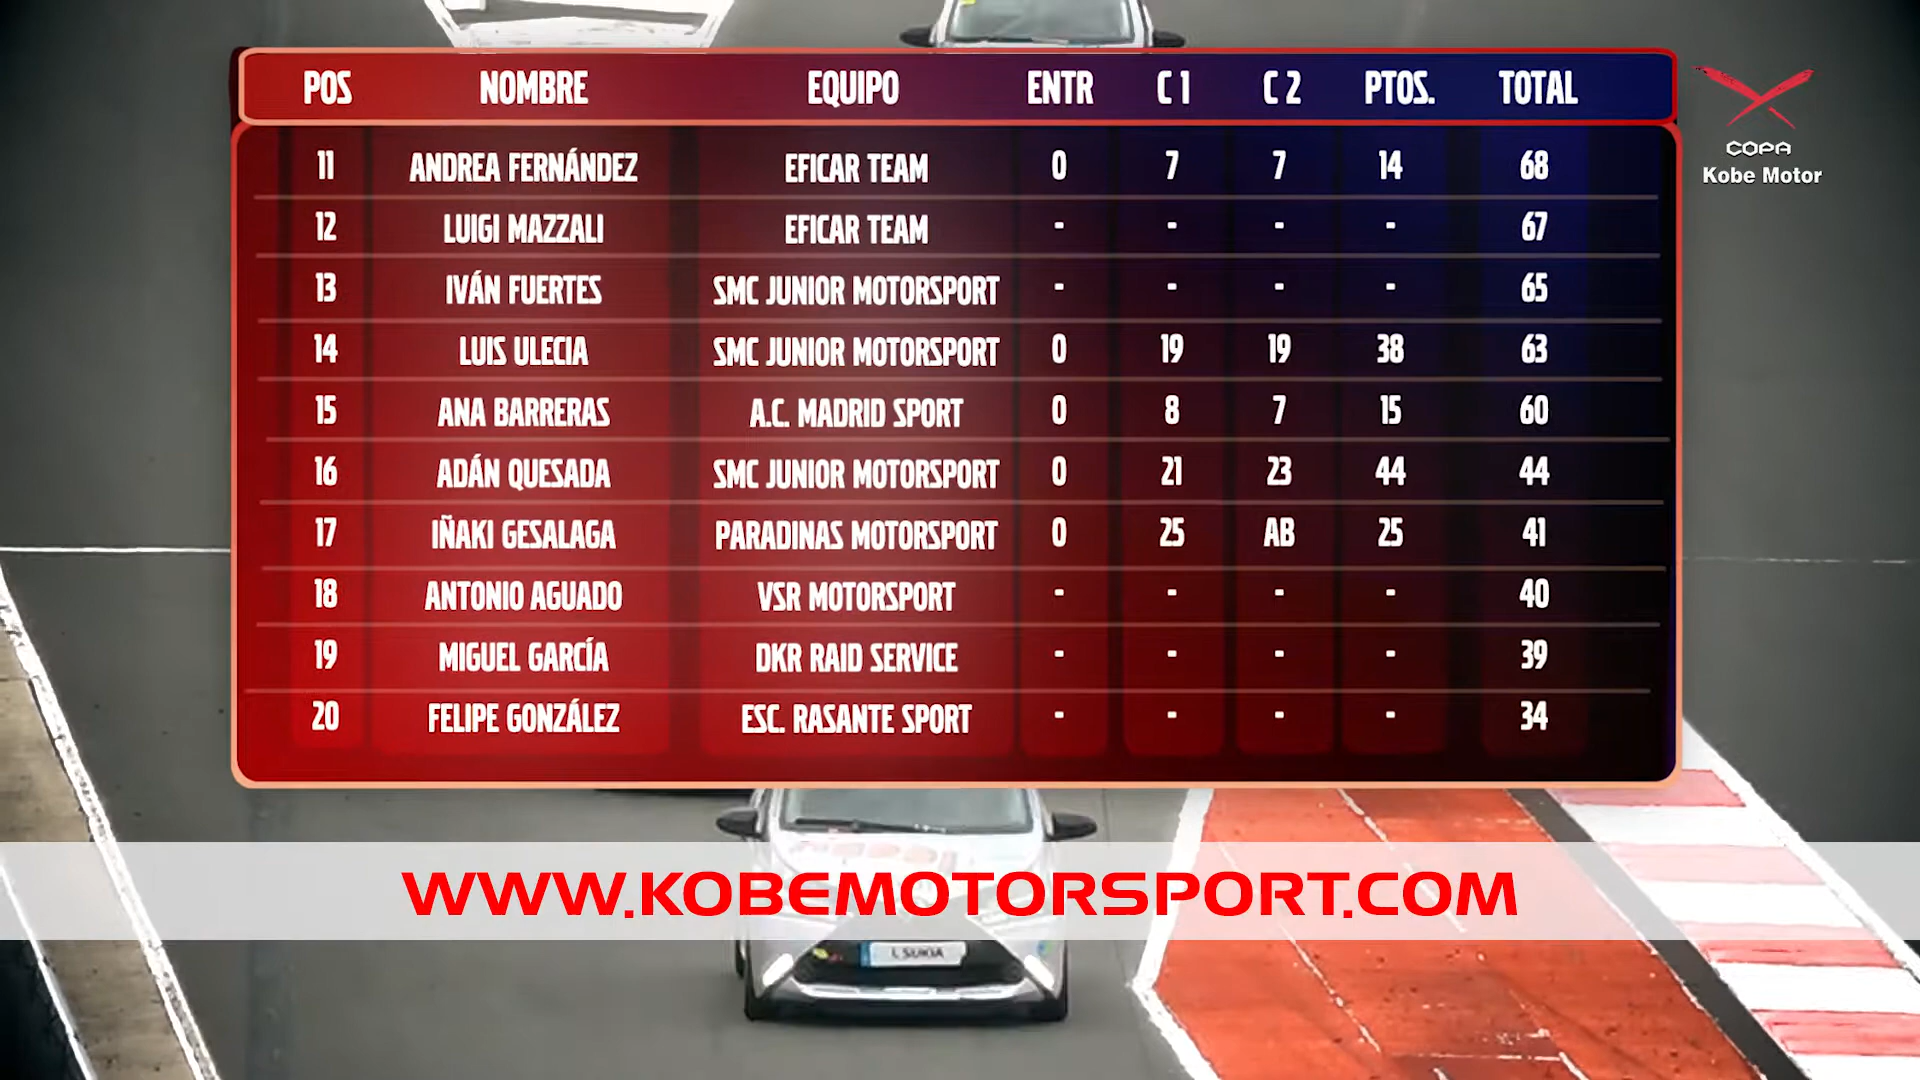 POS NOMBRE EQUIPO ENTR C 1 C 2 PTOS. TOTAL
11 ANDREA FERNÁNDEZ EFICAR TEAM 0 7 7 14 68
12 LUIGI MAZZALI EFICAR TEAM - - - - 67
13 IVÁN FUERTES SMC JUNIOR MOTORSPORT - - - - 65
14 LUIS ULECIA SMC JUNIOR MOTORSPORT 0 19 19 38 63
15 ANA BARRERAS A.C. MADRID SPORT 0 8 7 15 60
16 ADÁN QUESADA SMC JUNIOR MOTORSPORT 0 21 23 44 44
17 IÑAKI GESALAGA PARADINAS MOTORSPORT 0 25 AB 25 41
18 ANTONIO AGUADO VSR MOTORSPORT - - - - 40
19 MIGUEL GARCÍA DKR RAID SERVICE - - - - 39
20 FELIPE GONZÁLEZ ESC. RASANTE SPORT - - - - 34
COPA
Kobe Motor
WWW.KOBEMOTORSPORT.COM